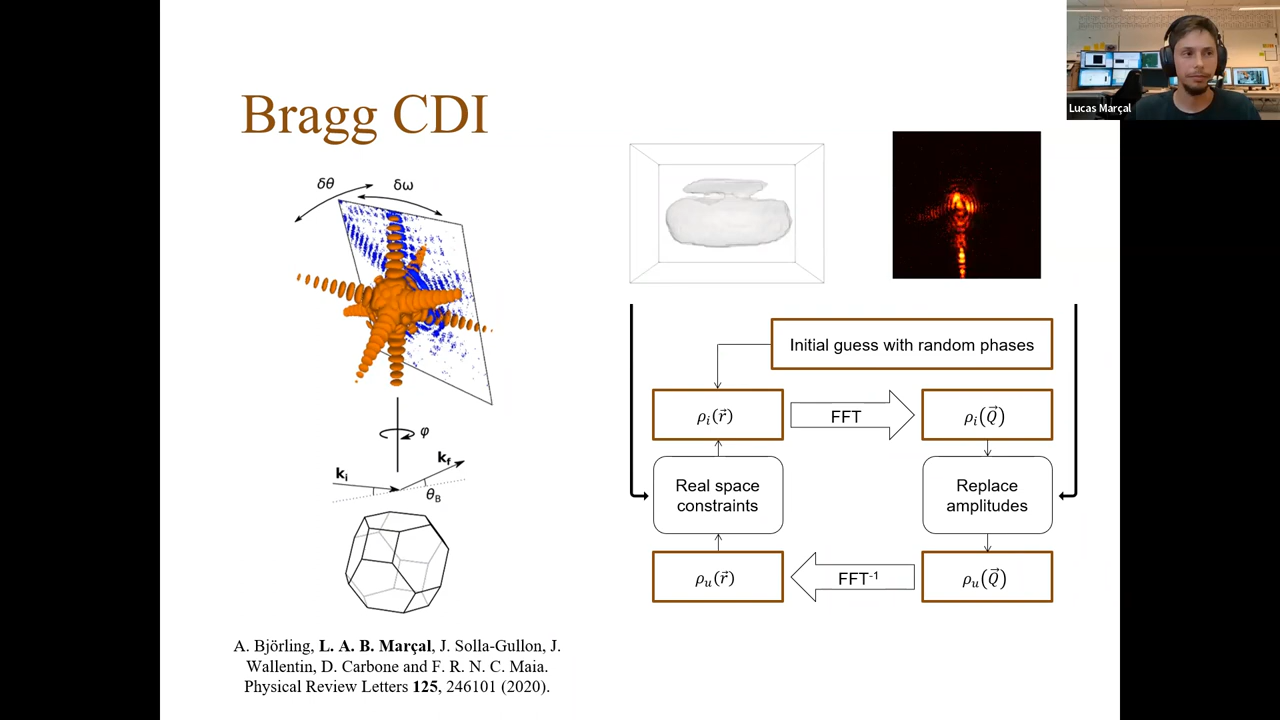 Lucas Marçal
Bragg CDI
δθ
δω
φ
k_i
k_f
θ_B
Initial guess with random phases
ρ_i(r⃗)
FFT
ρ_i(Q⃗)
Real space
constraints
Replace
amplitudes
ρ_u(r⃗)
FFT⁻¹
ρ_u(Q⃗)
A. Björling, L. A. B. Marçal, J. Solla-Gullon, J.
Wallentin, D. Carbone and F. R. N. C. Maia.
Physical Review Letters 125, 246101 (2020).